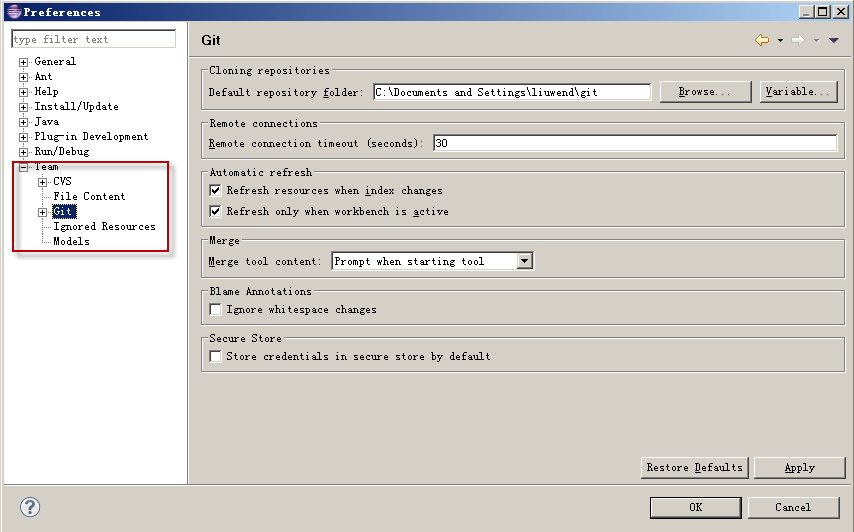 Preferences
type filter text
General
Ant
Help
Install/Update
Java
Plug-in Development
Run/Debug
Team
CVS
File Content
Git
Ignored Resources
Models
Git
Cloning repositories
Default repository folder: C:\Documents and Settings\liuwend\git Browse... Variable...
Remote connections
Remote connection timeout (seconds): 30
Automatic refresh
Refresh resources when index changes
Refresh only when workbench is active
Merge
Merge tool content: Prompt when starting tool
Blame Annotations
Ignore whitespace changes
Secure Store
Store credentials in secure store by default
Restore Defaults Apply
? OK Cancel